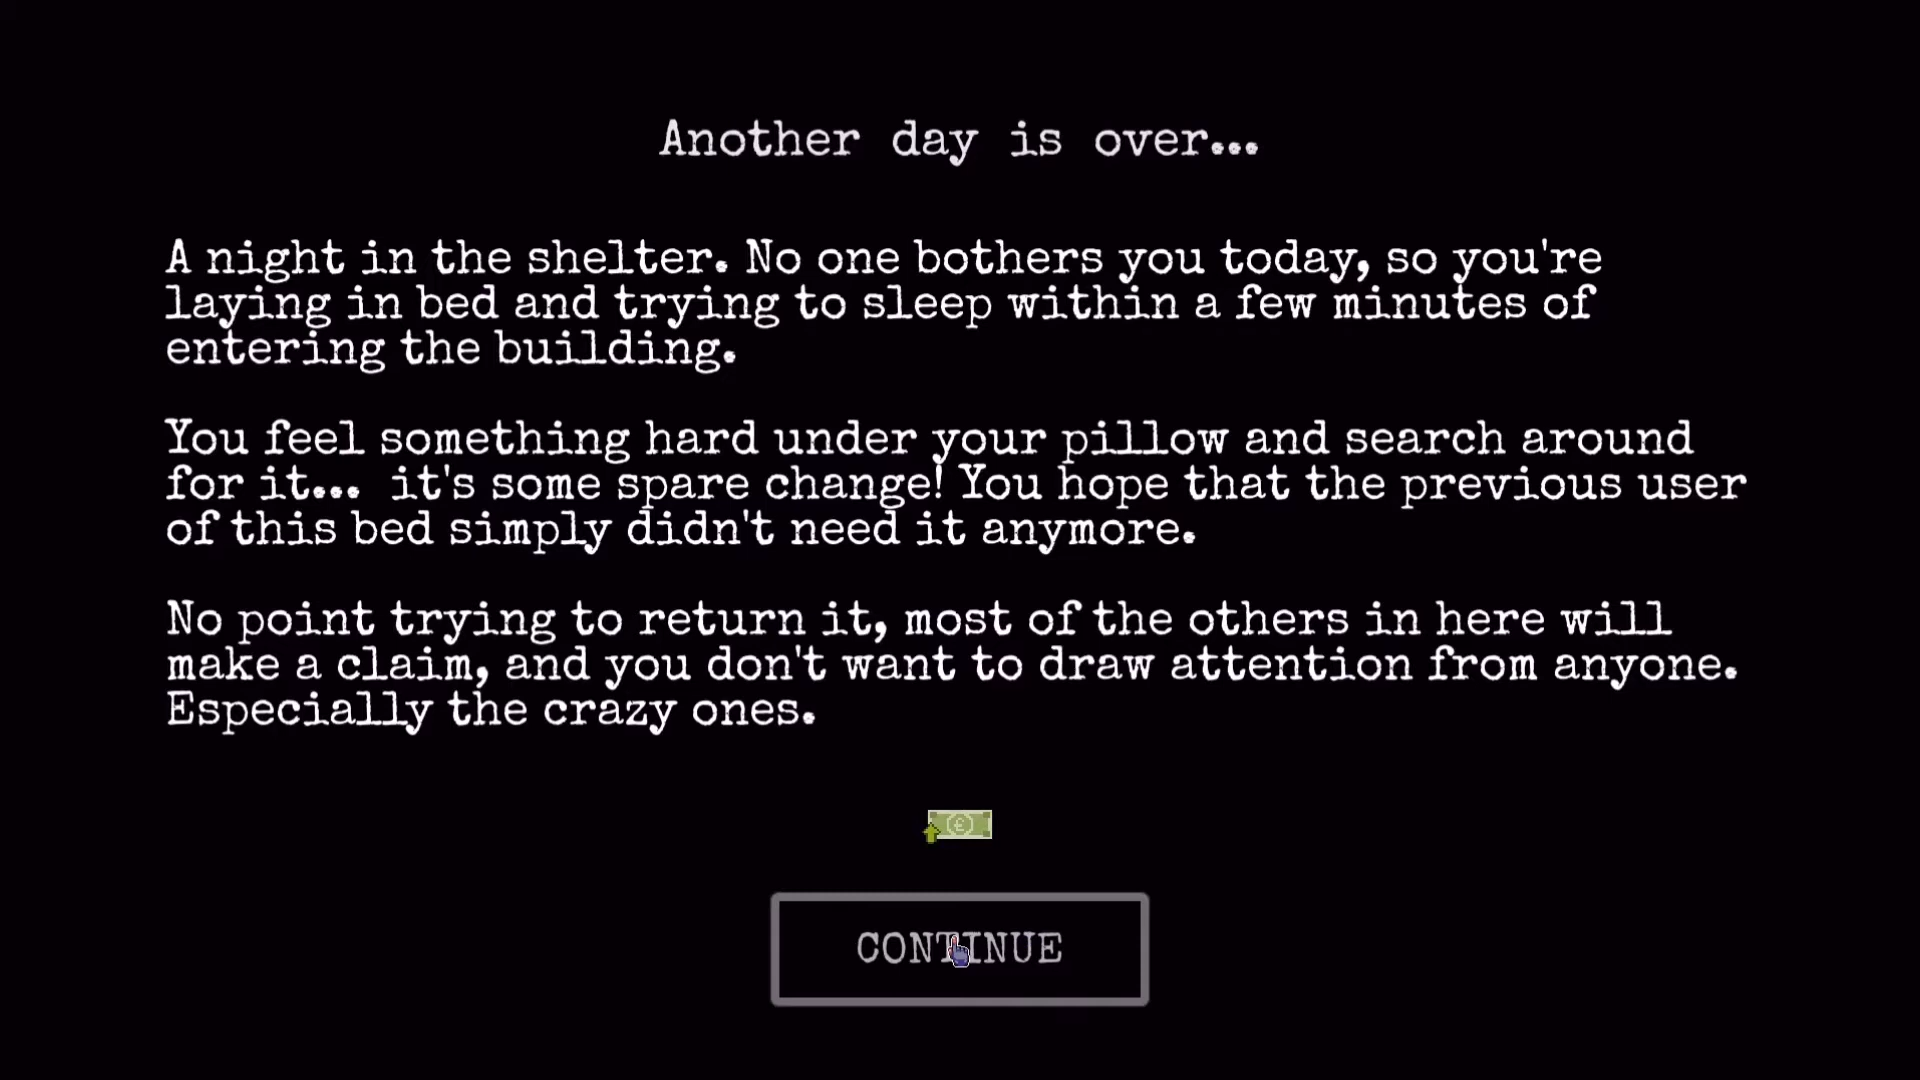 Another day is over...
A night in the shelter. No one bothers you today, so you're
laying in bed and trying to sleep within a few minutes of
entering the building.
You feel something hard under your pillow and search around
for it... it's some spare change! You hope that the previous user
of this bed simply didn't need it anymore.
No point trying to return it, most of the others in here will
make a claim, and you don't want to draw attention from anyone.
Especially the crazy ones.
£
CONTINUE